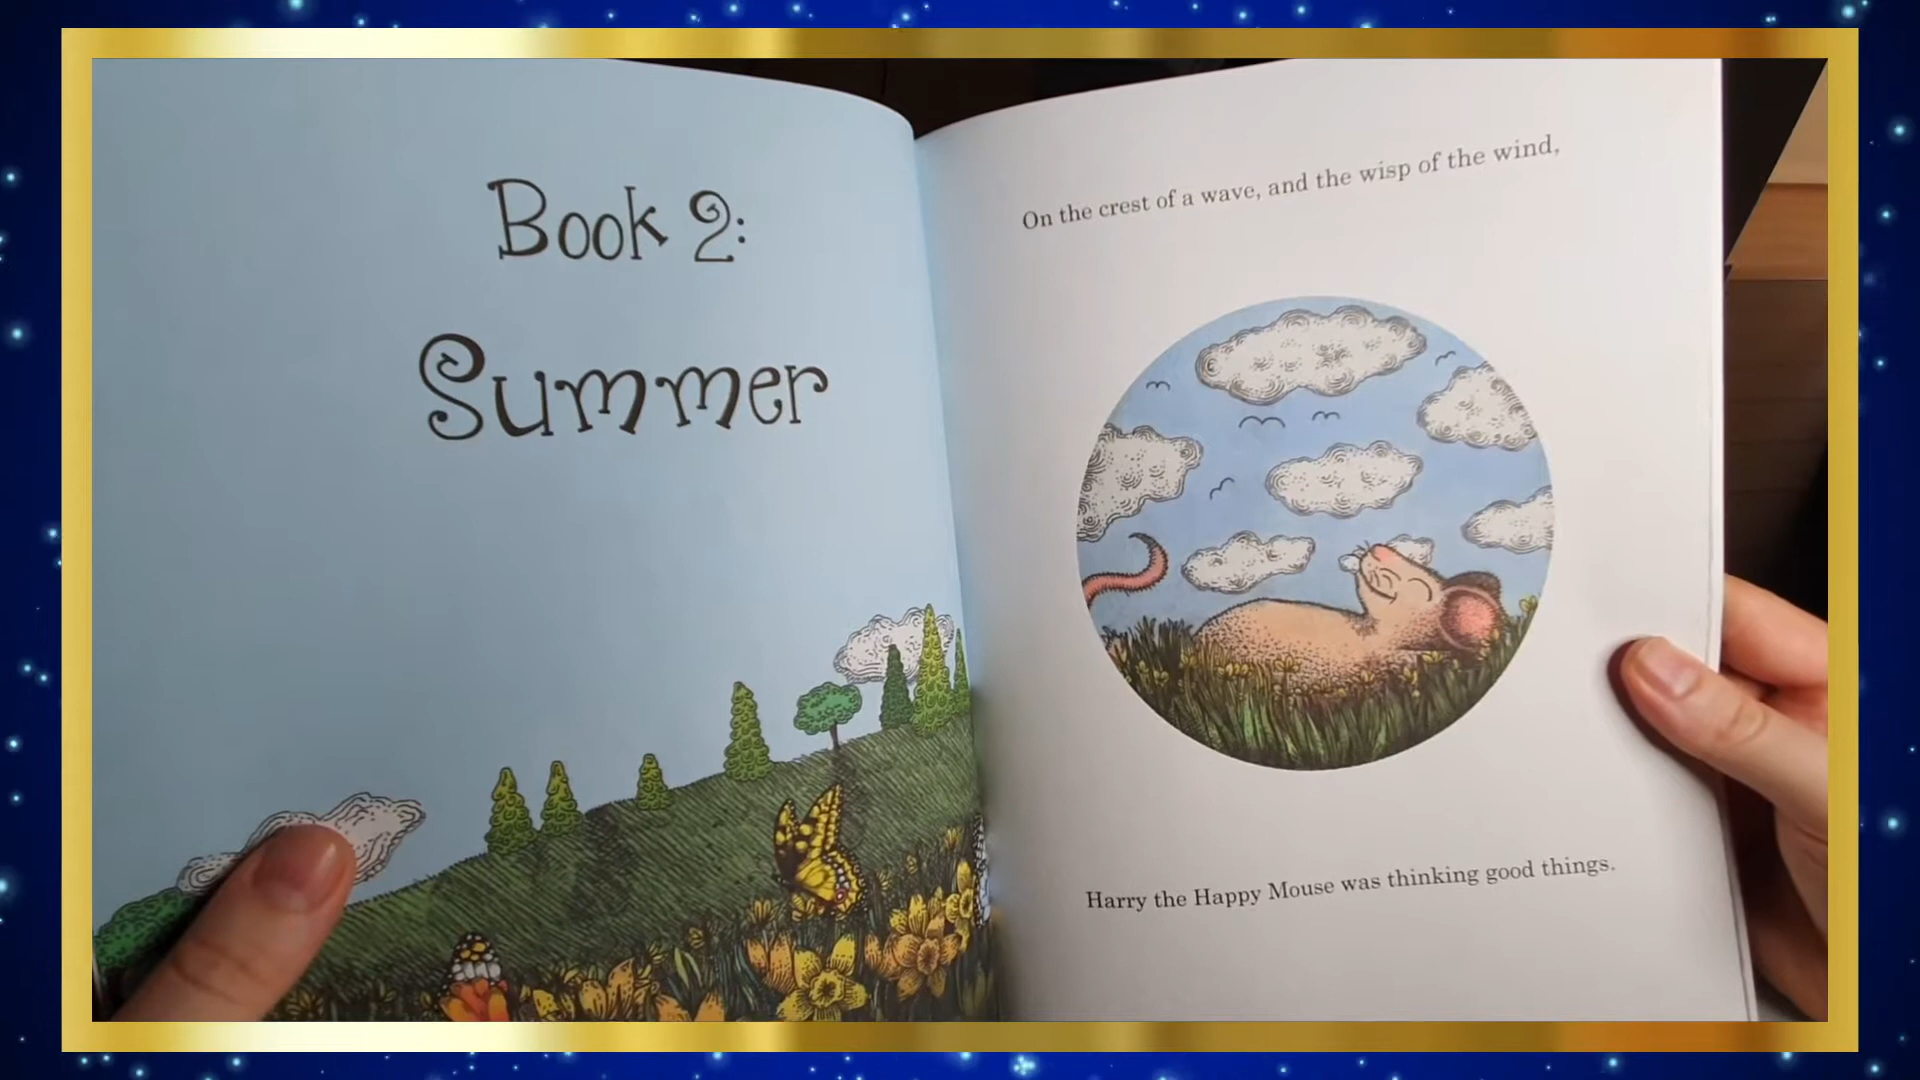 Book 2:
Summer
On the crest of a wave, and the wisp of the wind,
Harry the Happy Mouse was thinking good things.